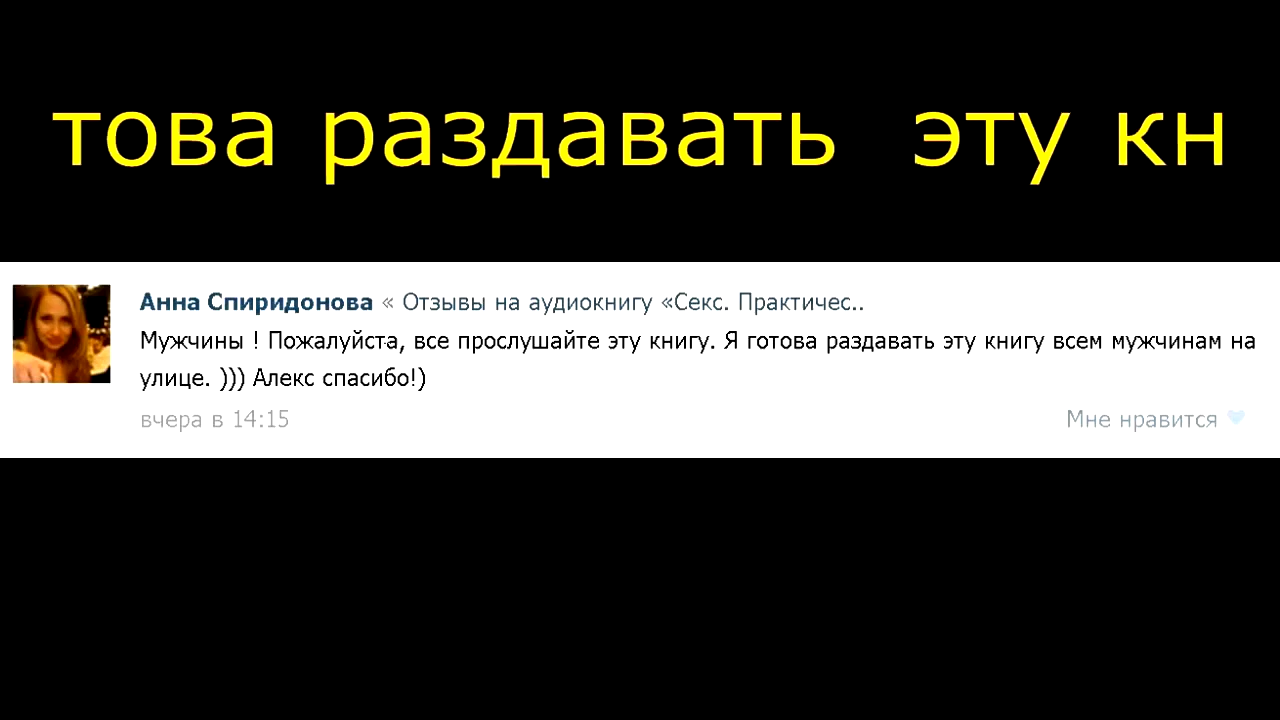 това раздавать эту кн
Анна Спиридонова « Отзывы на аудиокнигу «Секс. Практичес..
Мужчины ! Пожалуйста, все прослушайте эту книгу. Я готова раздавать эту книгу всем мужчинам на
улице. ))) Алекс спасибо!)
вчера в 14:15
Мне нравится